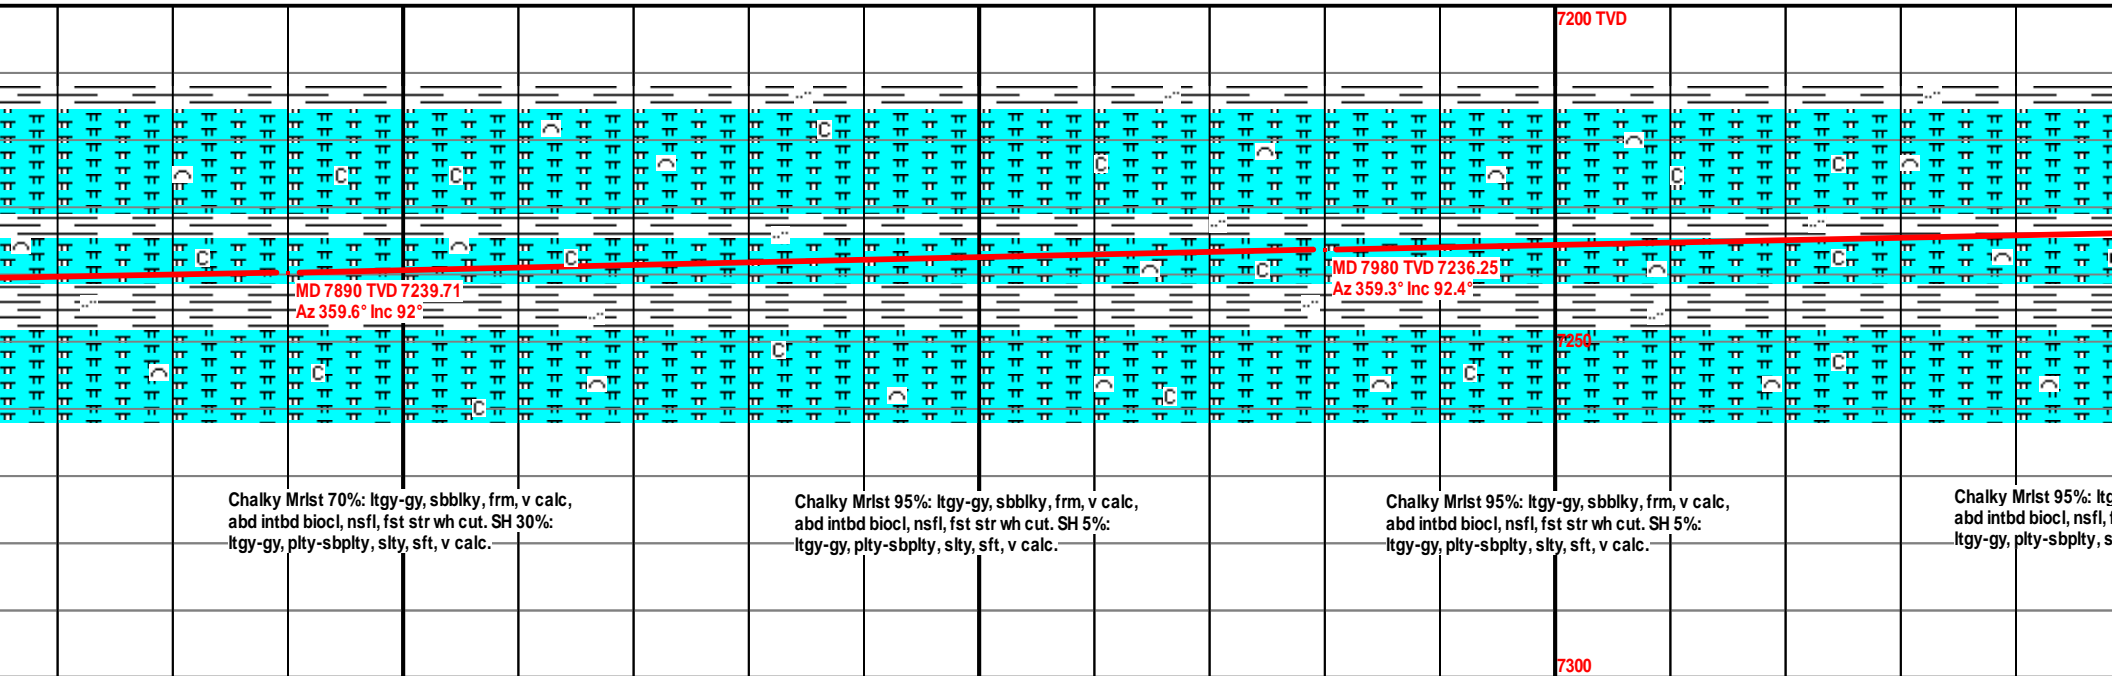 7200 TVD
MD 7890 TVD 7239.71
Az 359.6° Inc 92°
MD 7980 TVD 7236.25
Az 359.3° Inc 92.4°
7250
Chalky Mrlst 70%: ltgy-gy, sbblky, frm, v calc,
abd intbd biocl, nsfl, fst str wh cut. SH 30%:
ltgy-gy, plty-sbplty, slty, sft, v calc.
Chalky Mrlst 95%: ltgy-gy, sbblky, frm, v calc,
abd intbd biocl, nsfl, fst str wh cut. SH 5%:
ltgy-gy, plty-sbplty, slty, sft, v calc.
Chalky Mrlst 95%: ltgy-gy, sbblky, frm, v calc,
abd intbd biocl, nsfl, fst str wh cut. SH 5%:
ltgy-gy, plty-sbplty, slty, sft, v calc.
Chalky Mrlst 95%:
abd intbd biocl, nsfl,
ltgy-gy, plty-sbplty,
7300